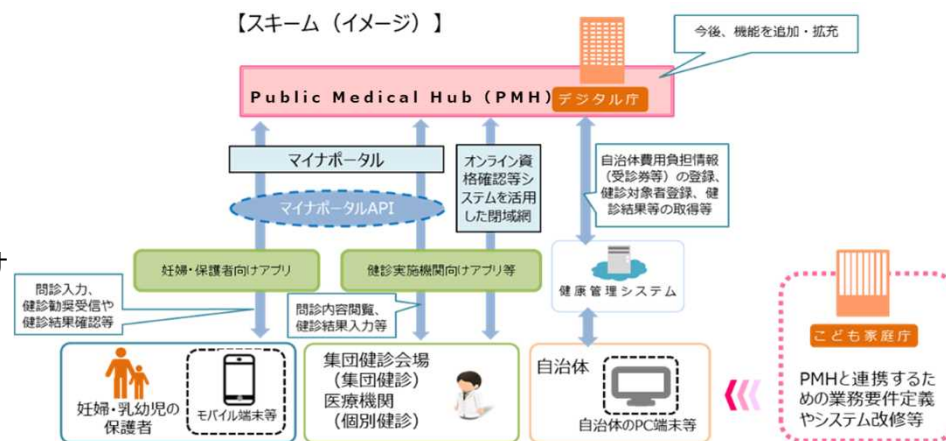 【スキーム（イメージ）】
今後、機能を追加・拡充
Public Medical Hub（PMH）
デジタル庁
マイナポータル
マイナポータルAPI
オンライン資
格確認等シ
ステムを活用
した閉域網
自治体費用負担情報
（受診券等）の登録、
健診対象者登録、健
診結果等の取得等
妊婦・保護者向けアプリ
健診実施機関向けアプリ等
健康管理システム
問診入力、
健診勧奨受信や
健診結果確認等
問診内容閲覧、
健診結果入力等
妊婦・乳幼児の
保護者
モバイル端末等
集団健診会場
（集団健診）
医療機関
（個別健診）
自治体
自治体のPC端末等
こども家庭庁
PMHと連携するた
めの業務要件定義
やシステム改修等